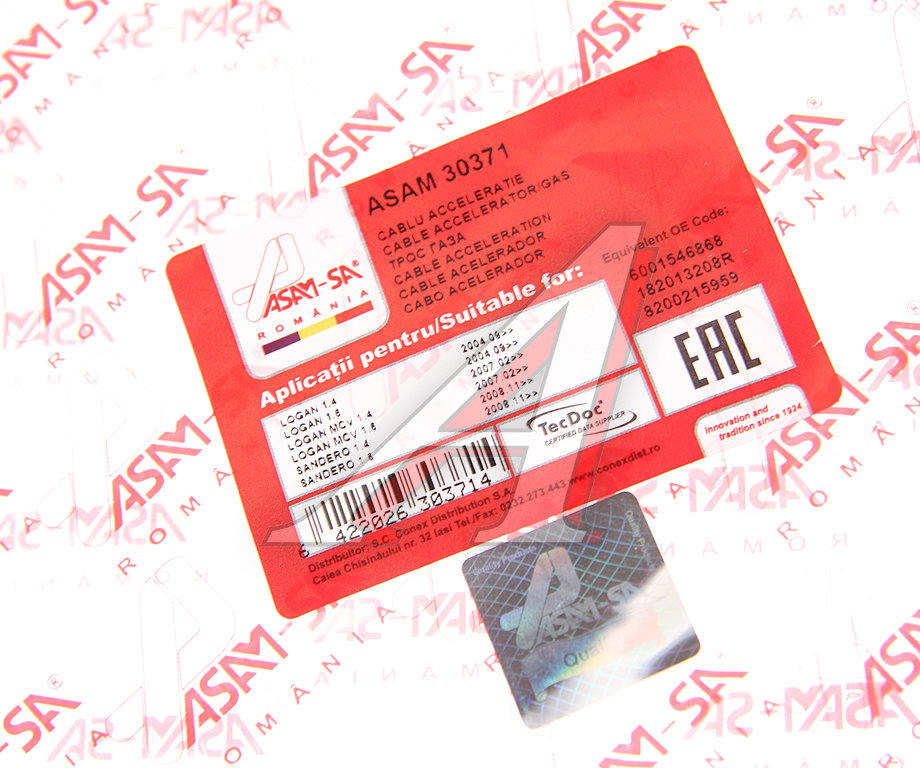 ASAM-SA®
ROMÂNIA
ASAM 30371
CABLU ACCELERATIE
CABLE ACCELERATOR/GAS
ТРОС ГАЗА
CABLE ACCELERATION
CABLE ACELERADOR
CABO ACELERADOR
Equivalent OE Code:
6001546868
182013208R
8200215959
Aplicații pentru/Suitable for:
LOGAN 1.4 2004.09>>
LOGAN 1.6 2004.09>>
LOGAN MCV 1.4 2007.02>>
LOGAN MCV 1.6 2007.02>>
SANDERO 1.4 2008.11>>
SANDERO 1.6 2008.11>>
TecDoc®
CERTIFIED DATA SUPPLIER
EAC
Innovation and
tradition since 1924
6 422026 303714
Distribuitor: S.C. Conex Distribution S.A.
Calea Chisinăului nr. 32 Iasi Tel./Fax: 0232.273.443 www.conexdist.ro
Quality products
ASAM-SA